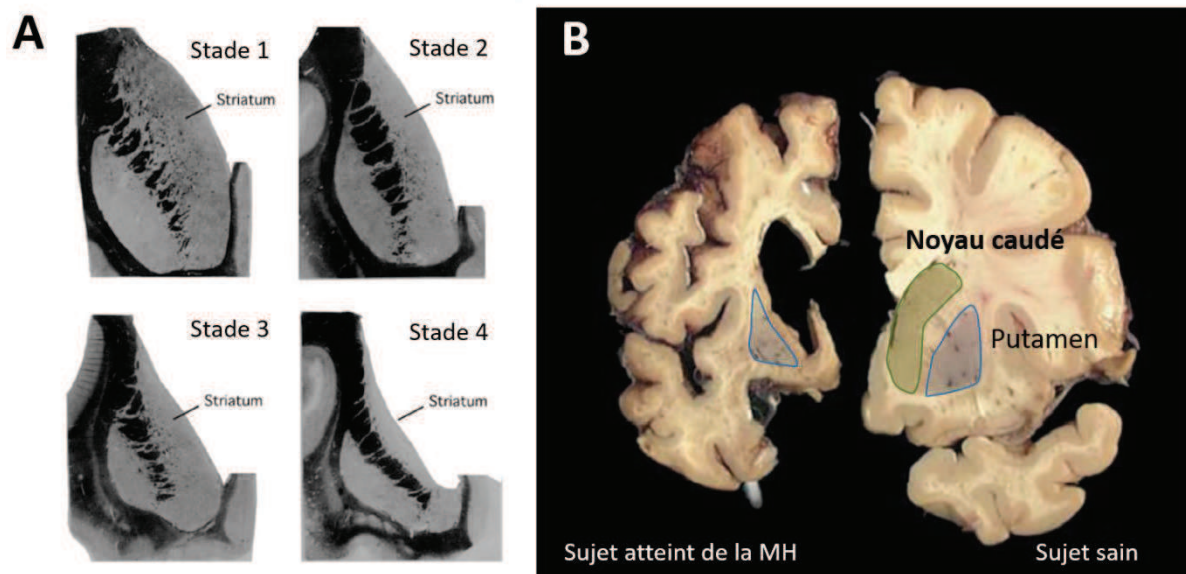 A
Stade 1
Striatum
Stade 2
Striatum
Stade 3
Striatum
Stade 4
Striatum
B
Noyau caudé
Putamen
Sujet atteint de la MH
Sujet sain